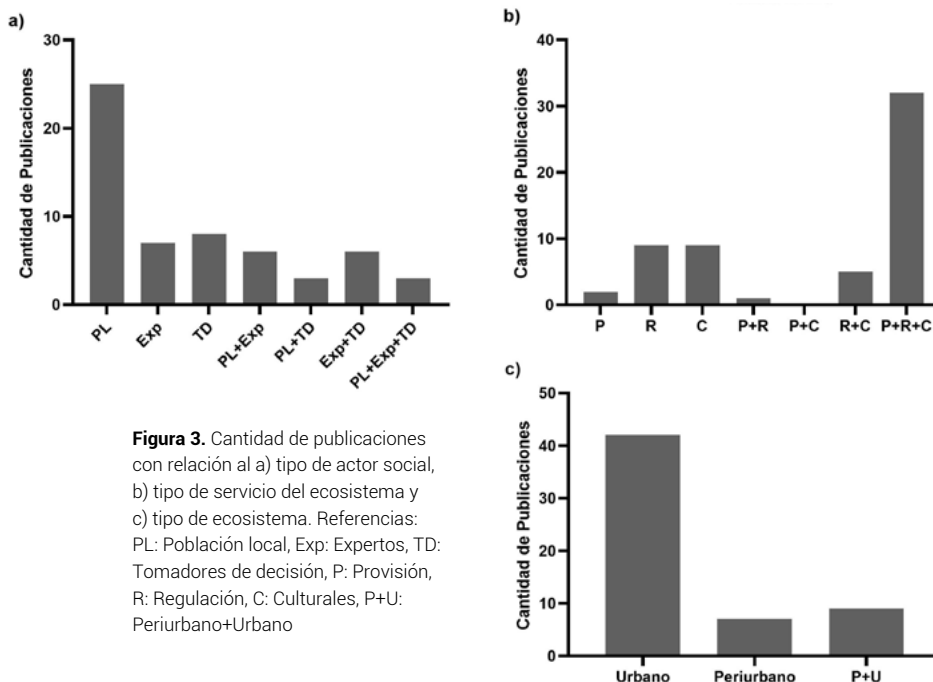 a)
Cantidad de Publicaciones
30
20
10
0
PL
Exp
TD
PL+Exp
PL+TD
Exp+TD
PL+Exp+TD
b)
Cantidad de Publicaciones
40
30
20
10
0
P
R
C
P+R
P+C
R+C
P+R+C
Figura 3. Cantidad de publicaciones
con relación al a) tipo de actor social,
b) tipo de servicio del ecosistema y
c) tipo de ecosistema. Referencias:
PL: Población local, Exp: Expertos, TD:
Tomadores de decisión, P: Provisión,
R: Regulación, C: Culturales, P+U:
Periurbano+Urbano
c)
Cantidad de Publicaciones
50
40
30
20
10
0
Urbano
Periurbano
P+U